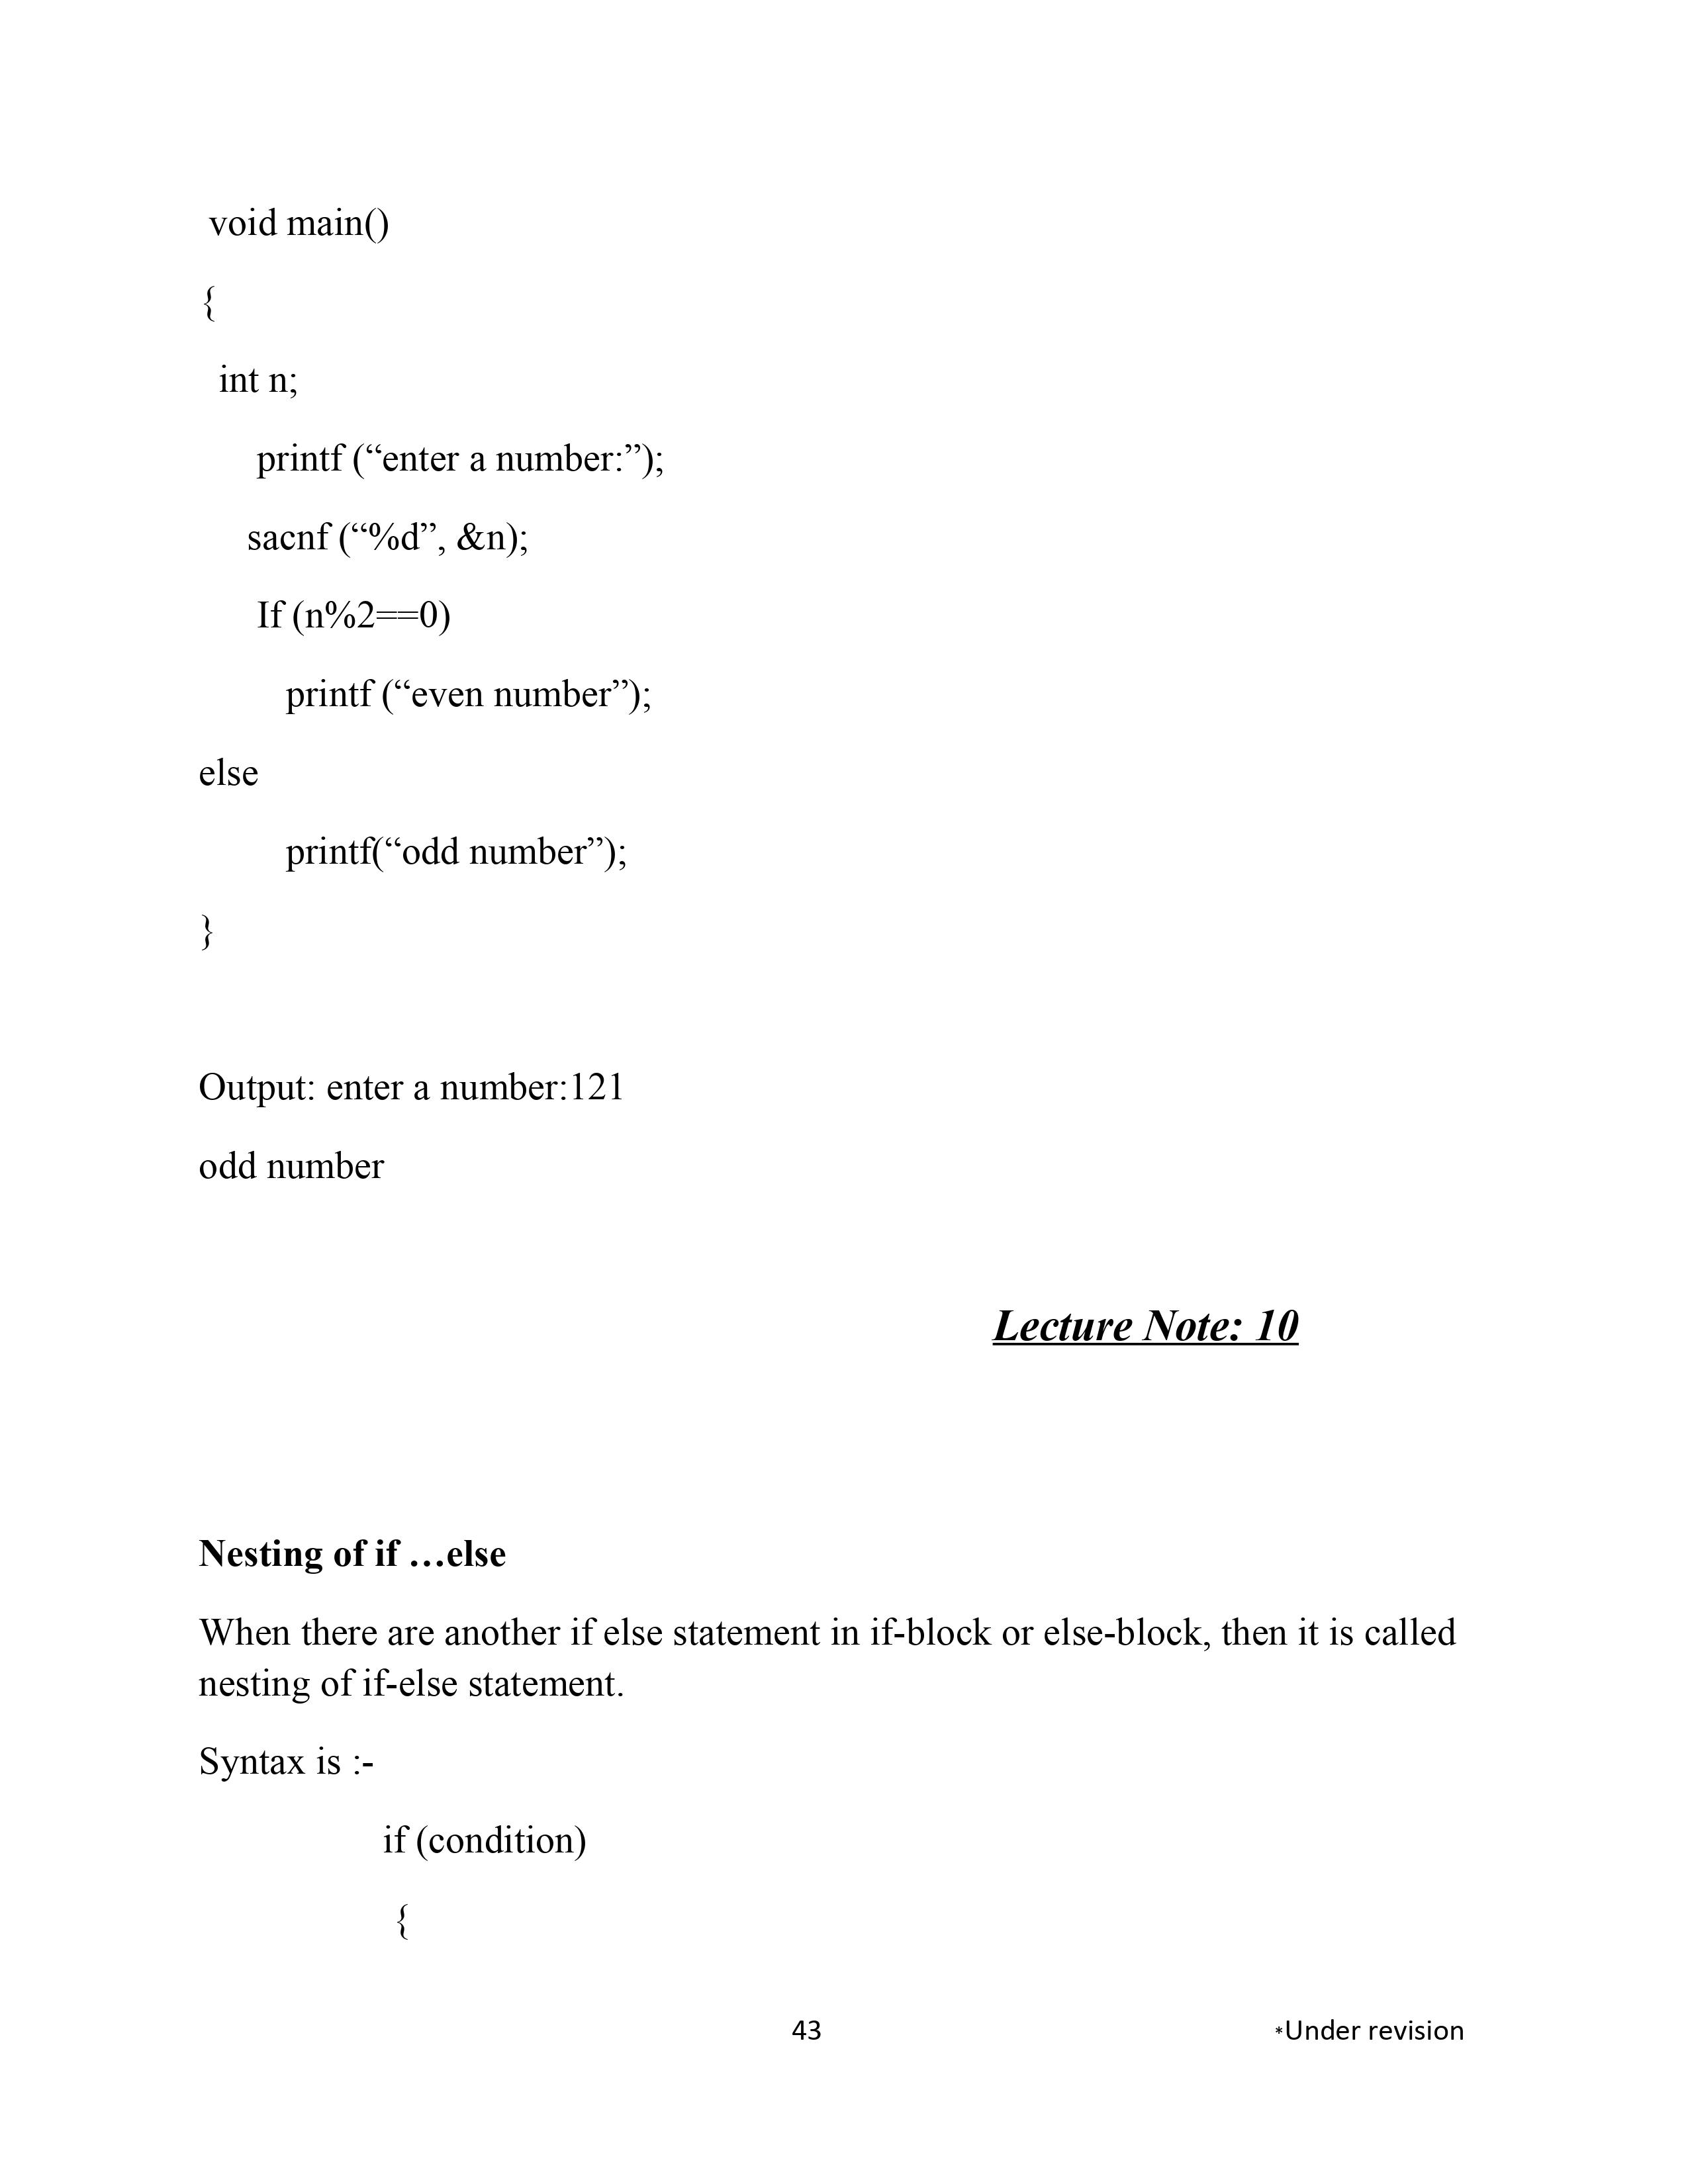 void main()
{
int n;
printf (“enter a number:”);
sacnf (“%d”, &n);
If (n%2==0)
printf (“even number”);
else
printf(“odd number”);
}
Output: enter a number:121
odd number
Lecture Note: 10
Nesting of if …else
When there are another if else statement in if-block or else-block, then it is called
nesting of if-else statement.
Syntax is :-
if (condition)
{
43
*Under revision